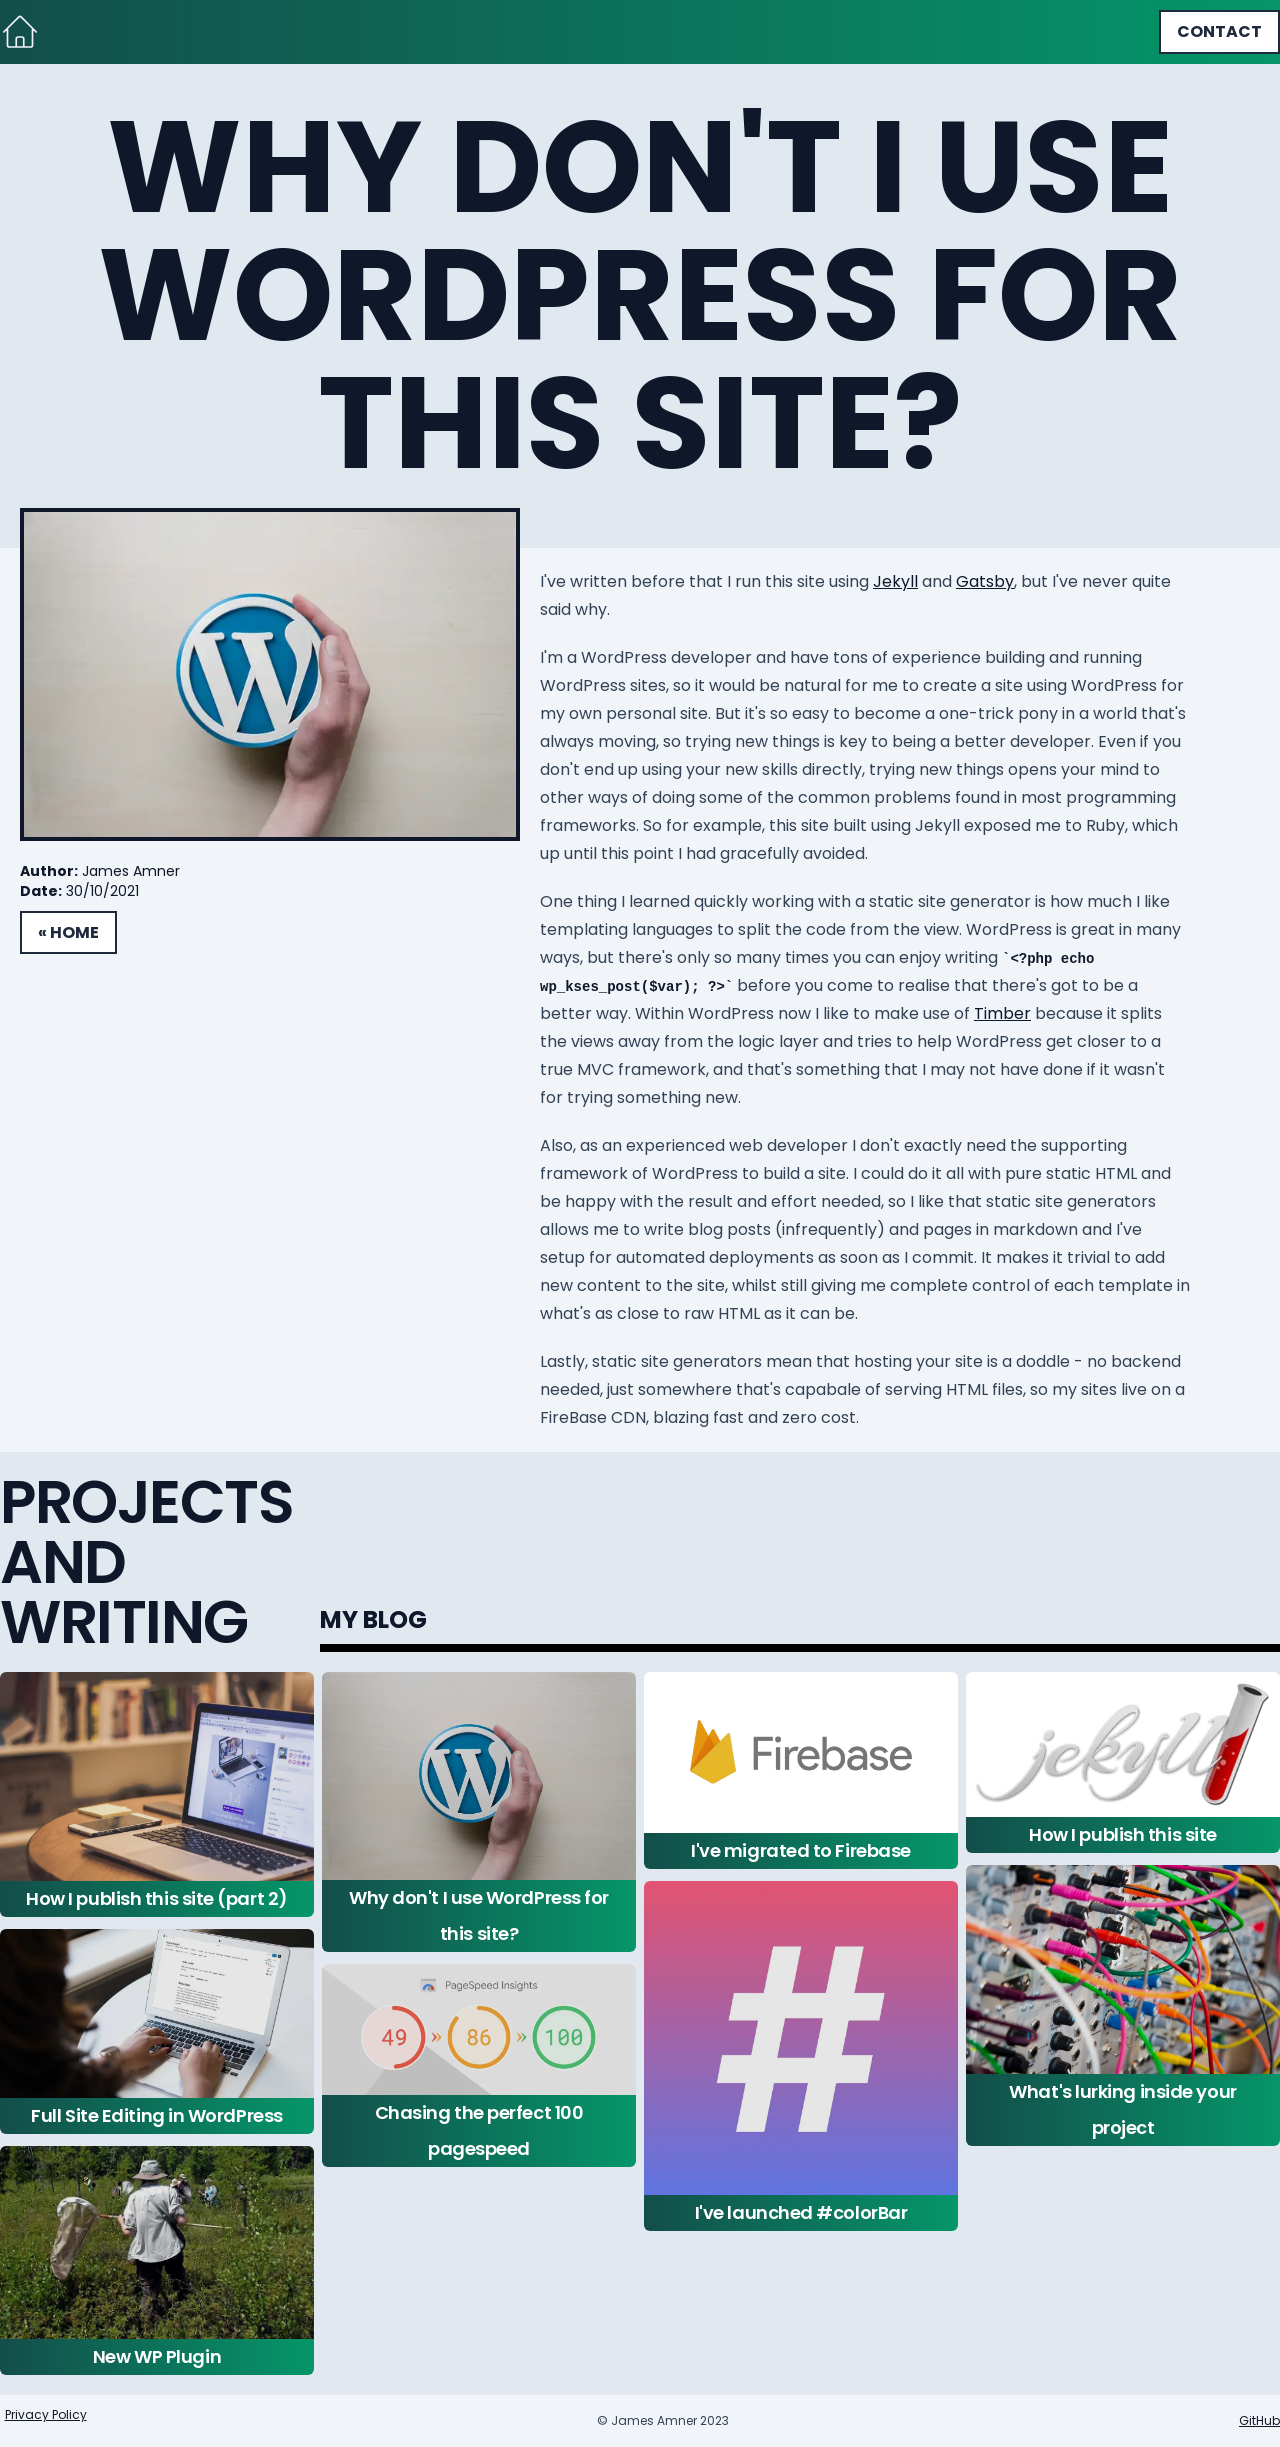 CONTACT
WHY DON'T I USE
WORDPRESS FOR
THIS SITE?
I've written before that I run this site using Jekyll and Gatsby, but I've never quite
said why.
I'm a WordPress developer and have tons of experience building and running
WordPress sites, so it would be natural for me to create a site using WordPress for
my own personal site. But it's so easy to become a one-trick pony in a world that's
always moving, so trying new things is key to being a better developer. Even if you
don't end up using your new skills directly, trying new things opens your mind to
other ways of doing some of the common problems found in most programming
frameworks. So for example, this site built using Jekyll exposed me to Ruby, which
up until this point I had gracefully avoided.
Author: James Amner
Date: 30/10/2021
« HOME
One thing I learned quickly working with a static site generator is how much I like
templating languages to split the code from the view. WordPress is great in many
ways, but there's only so many times you can enjoy writing `<?php echo
wp_kses_post($var); ?>` before you come to realise that there's got to be a
better way. Within WordPress now I like to make use of Timber because it splits
the views away from the logic layer and tries to help WordPress get closer to a
true MVC framework, and that's something that I may not have done if it wasn't
for trying something new.
Also, as an experienced web developer I don't exactly need the supporting
framework of WordPress to build a site. I could do it all with pure static HTML and
be happy with the result and effort needed, so I like that static site generators
allows me to write blog posts (infrequently) and pages in markdown and I've
setup for automated deployments as soon as I commit. It makes it trivial to add
new content to the site, whilst still giving me complete control of each template in
what's as close to raw HTML as it can be.
Lastly, static site generators mean that hosting your site is a doddle - no backend
needed, just somewhere that's capabale of serving HTML files, so my sites live on a
FireBase CDN, blazing fast and zero cost.
PROJECTS
AND
WRITING
MY BLOG
How I publish this site (part 2)
Full Site Editing in WordPress
New WP Plugin
W
Why don't I use WordPress for
this site?
PageSpeed Insights
49 » 86 » 100
Chasing the perfect 100
pagespeed
Firebase
I've migrated to Firebase
#
I've launched #colorBar
jekyll
How I publish this site
What's lurking inside your
project
Privacy Policy
© James Amner 2023
GitHub